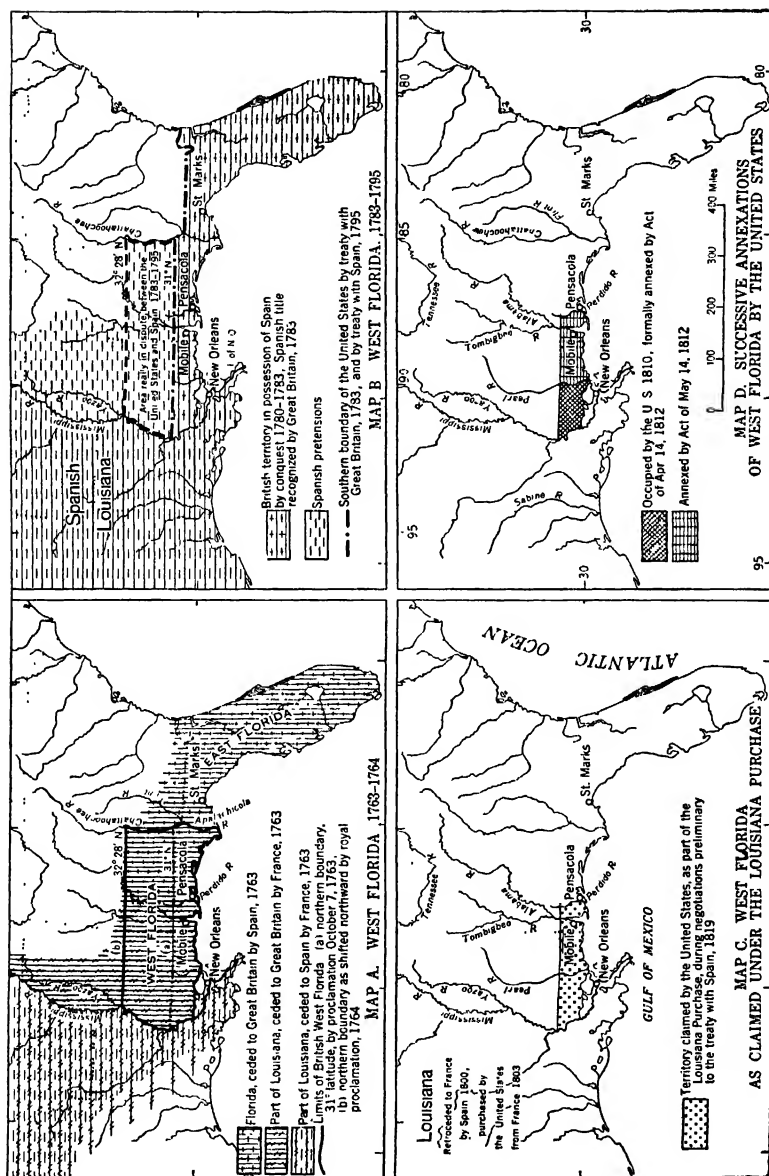 32° 28' N
(b)
WEST FLORIDA
(a)
31° N
Mobile
Pensacola
Perdido R
New Orleans
Chattahoochee R
St. Marks
EAST FLORIDA
Mississippi R
Yazoo R
Florida, ceded to Great Britain by Spain, 1763
Part of Louisiana, ceded to Great Britain by France, 1763
Part of Louisiana, ceded to Spain by France, 1763
Limits of British West Florida (a) northern boundary,
31° latitude, by proclamation October 7, 1763,
(b) northern boundary as shifted northward by royal
proclamation, 1764
MAP A. WEST FLORIDA, 1763-1764
Spanish
Louisiana
Mississippi R
Yazoo R
32° 28' N
Area really in dispute between the
United States and Spain 1783-1795
31° N
Mobile
Pensacola
New Orleans
I of N O
Chattahoochee R
St. Marks
British territory in possession of Spain
by conquest 1780-1783, Spanish title
recognized by Great Britain, 1783
Spanish pretensions
Southern boundary of the United States by treaty with
Great Britain, 1783, and by treaty with Spain, 1795
MAP B WEST FLORIDA, 1783-1795
Louisiana
Retroceded to France
by Spain 1800,
purchased by
the United States
from France 1803
Mississippi R
Yazoo R
Pearl R
Tombigbee R
Alabama R
Tennessee R
Mobile
Pensacola
Perdido R
New Orleans
Chattahoochee R
St. Marks
GULF OF MEXICO
ATLANTIC OCEAN
Territory claimed by the United States, as part of the
Louisiana Purchase, during negotiations preliminary
to the treaty with Spain, 1819
MAP C. WEST FLORIDA
AS CLAIMED UNDER THE LOUISIANA PURCHASE
95
90
85
80
30
30
Mississippi R
Yazoo R
Pearl R
Tombigbee R
Alabama R
Tennessee R
Chattahoochee R
Flint R
Sabine R
Mobile
Pensacola
Perdido R
New Orleans
St. Marks
Occupied by the U S 1810, formally annexed by Act
of Apr 14, 1812
Annexed by Act of May 14, 1812
0 100 200 300 400 Miles
MAP D. SUCCESSIVE ANNEXATIONS
OF WEST FLORIDA BY THE UNITED STATES
95
80